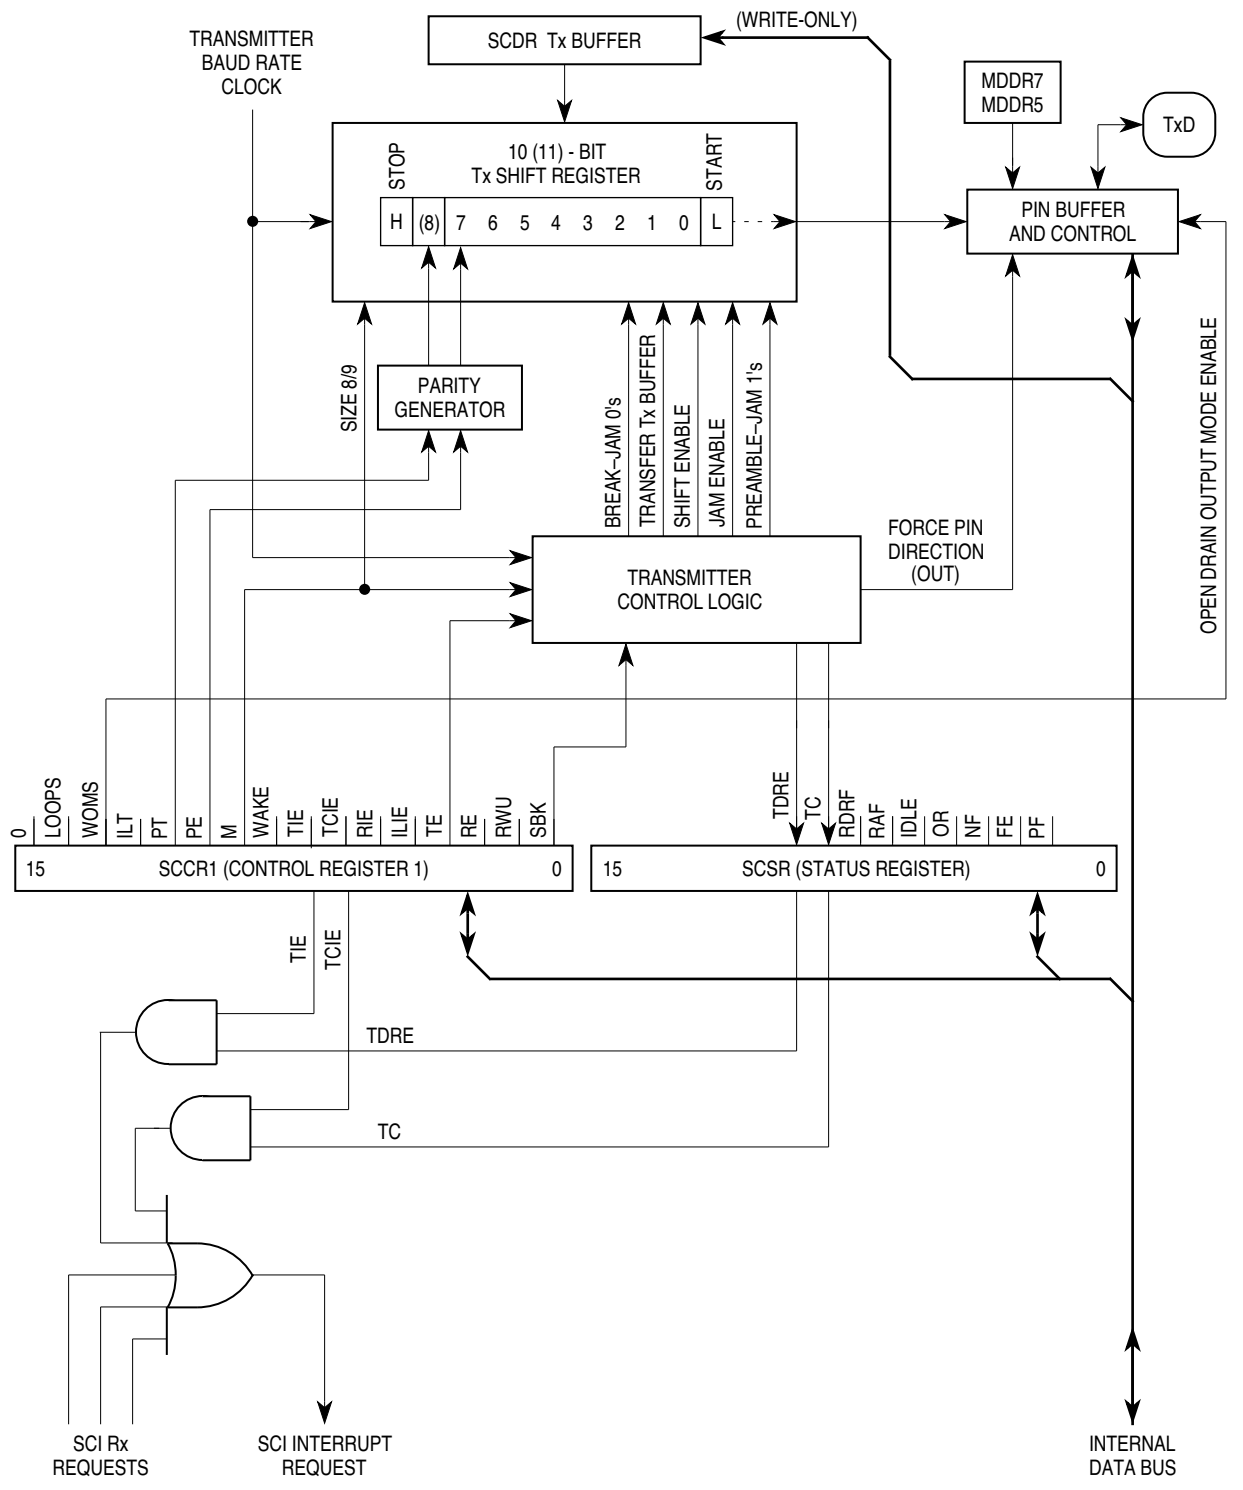 (WRITE-ONLY)
SCDR Tx BUFFER
TRANSMITTER
BAUD RATE
CLOCK
MDDR7
MDDR5
TxD
10 (11) - BIT
Tx SHIFT REGISTER
STOP
START
H (8) 7 6 5 4 3 2 1 0 L
PIN BUFFER
AND CONTROL
SIZE 8/9
PARITY
GENERATOR
BREAK–JAM 0's
TRANSFER Tx BUFFER
SHIFT ENABLE
JAM ENABLE
PREAMBLE–JAM 1's
OPEN DRAIN OUTPUT MODE ENABLE
FORCE PIN
DIRECTION
(OUT)
TRANSMITTER
CONTROL LOGIC
0
LOOPS
WOMS
ILT
PT
PE
M
WAKE
TIE
TCIE
RIE
ILIE
TE
RE
RWU
SBK
TDRE
TC
RDRF
RAF
IDLE
OR
NF
FE
PF
15 SCCR1 (CONTROL REGISTER 1) 0
15 SCSR (STATUS REGISTER) 0
TIE
TCIE
TDRE
TC
SCI Rx
REQUESTS
SCI INTERRUPT
REQUEST
INTERNAL
DATA BUS